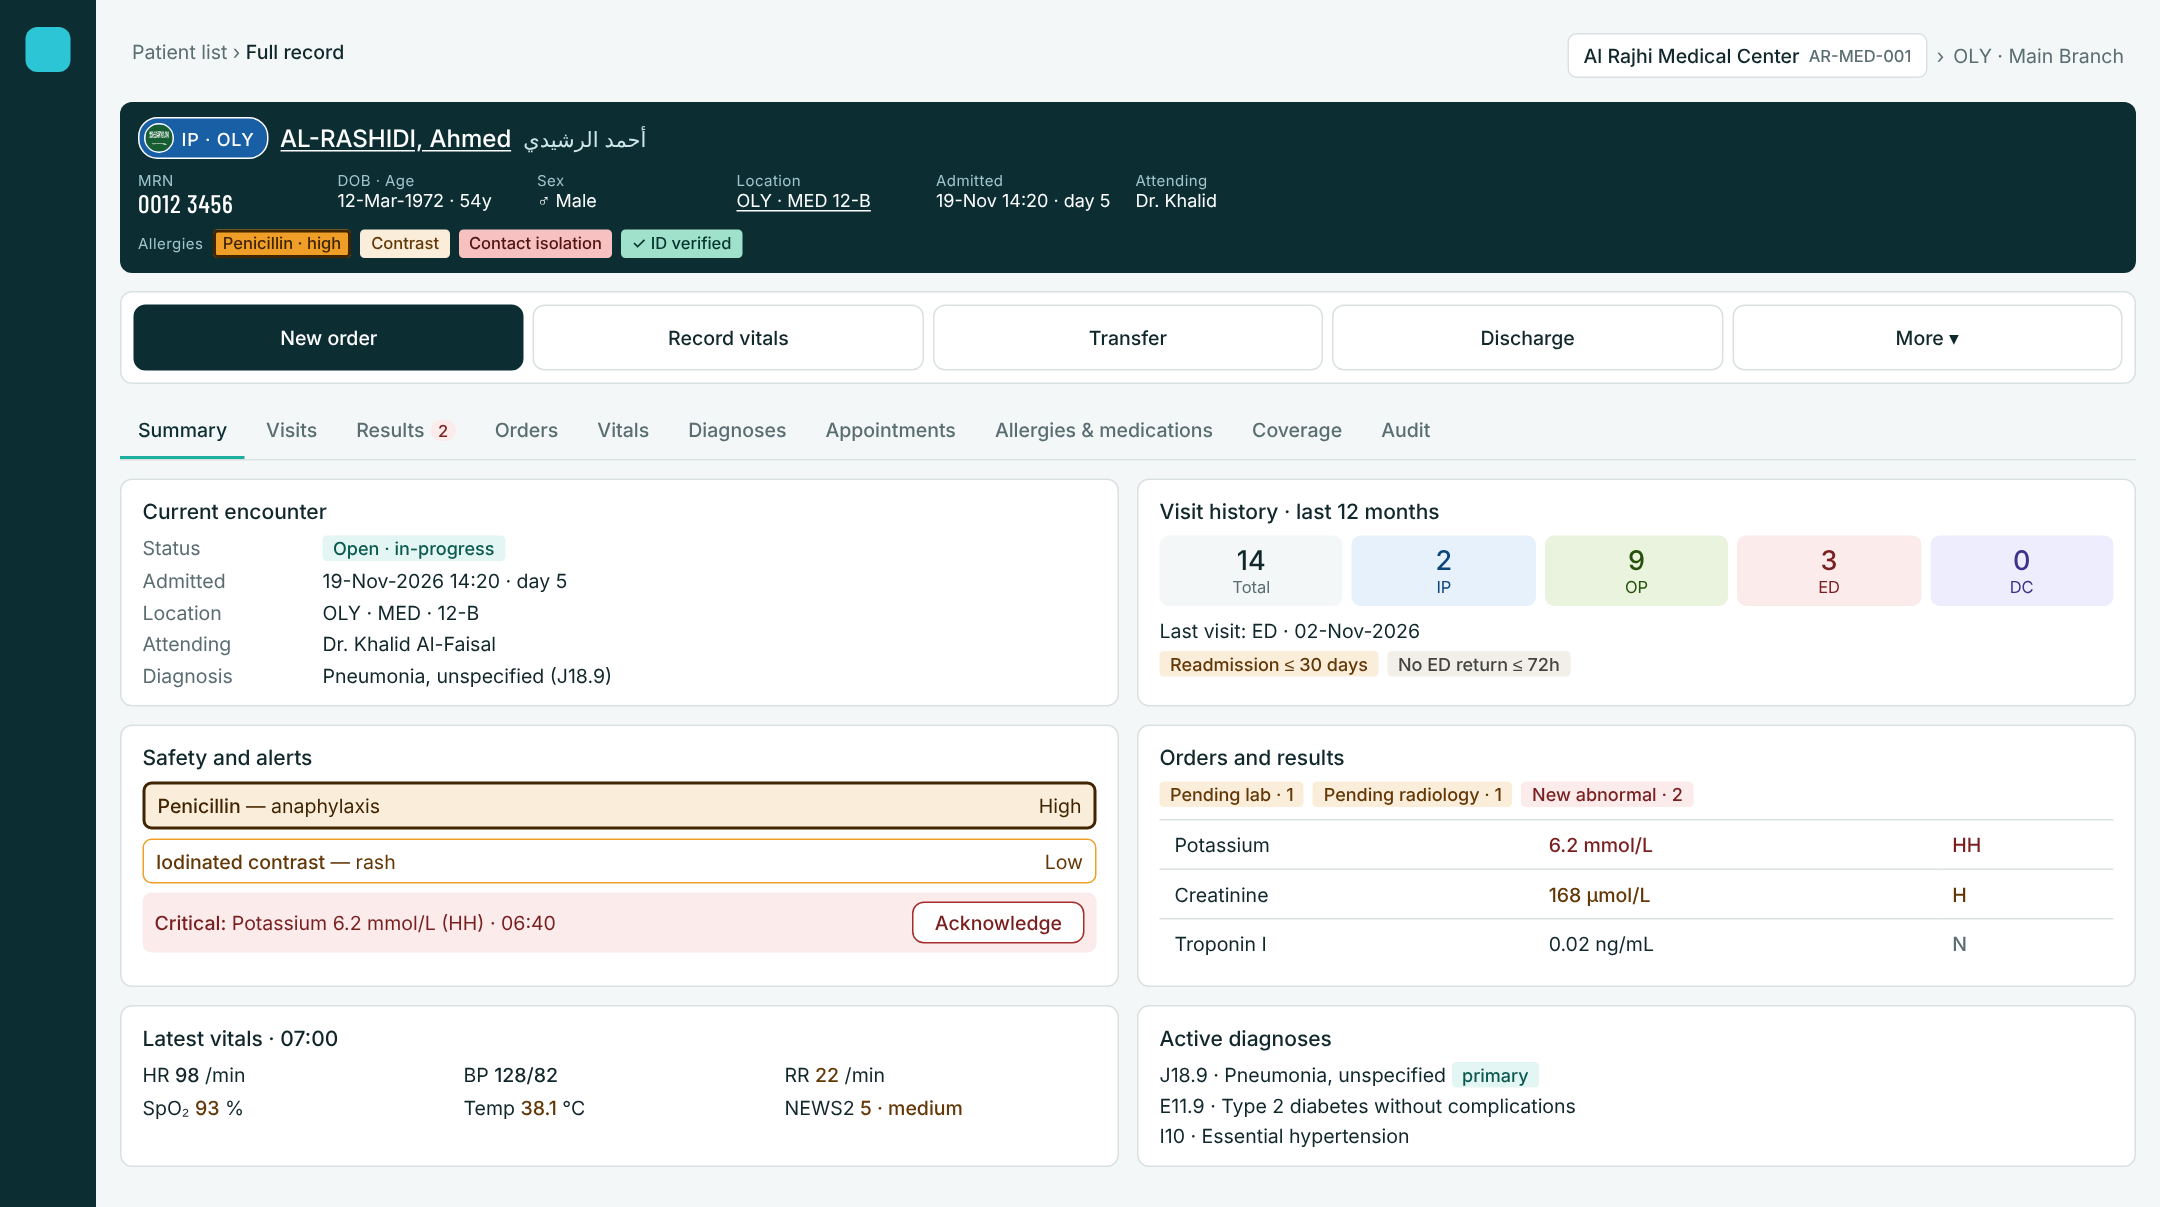 Patient list › Full record
Al Rajhi Medical Center AR-MED-001 › OLY · Main Branch
IP · OLY AL-RASHIDI, Ahmed أحمد الرشيدي
MRN DOB · Age Sex Location Admitted Attending
0012 3456 12-Mar-1972 · 54y ♂ Male OLY · MED 12-B 19-Nov 14:20 · day 5 Dr. Khalid
Allergies Penicillin · high Contrast Contact isolation ✓ ID verified
New order Record vitals Transfer Discharge More ▾
Summary Visits Results 2 Orders Vitals Diagnoses Appointments Allergies & medications Coverage Audit
Current encounter
Status Open · in-progress
Admitted 19-Nov-2026 14:20 · day 5
Location OLY · MED · 12-B
Attending Dr. Khalid Al-Faisal
Diagnosis Pneumonia, unspecified (J18.9)
Visit history · last 12 months
14 2 9 3 0
Total IP OP ED DC
Last visit: ED · 02-Nov-2026
Readmission ≤ 30 days No ED return ≤ 72h
Safety and alerts
Penicillin — anaphylaxis High
Iodinated contrast — rash Low
Critical: Potassium 6.2 mmol/L (HH) · 06:40 Acknowledge
Orders and results
Pending lab · 1 Pending radiology · 1 New abnormal · 2
Potassium 6.2 mmol/L HH
Creatinine 168 µmol/L H
Troponin I 0.02 ng/mL N
Latest vitals · 07:00
HR 98 /min BP 128/82 RR 22 /min
SpO₂ 93 % Temp 38.1 °C NEWS2 5 · medium
Active diagnoses
J18.9 · Pneumonia, unspecified primary
E11.9 · Type 2 diabetes without complications
I10 · Essential hypertension